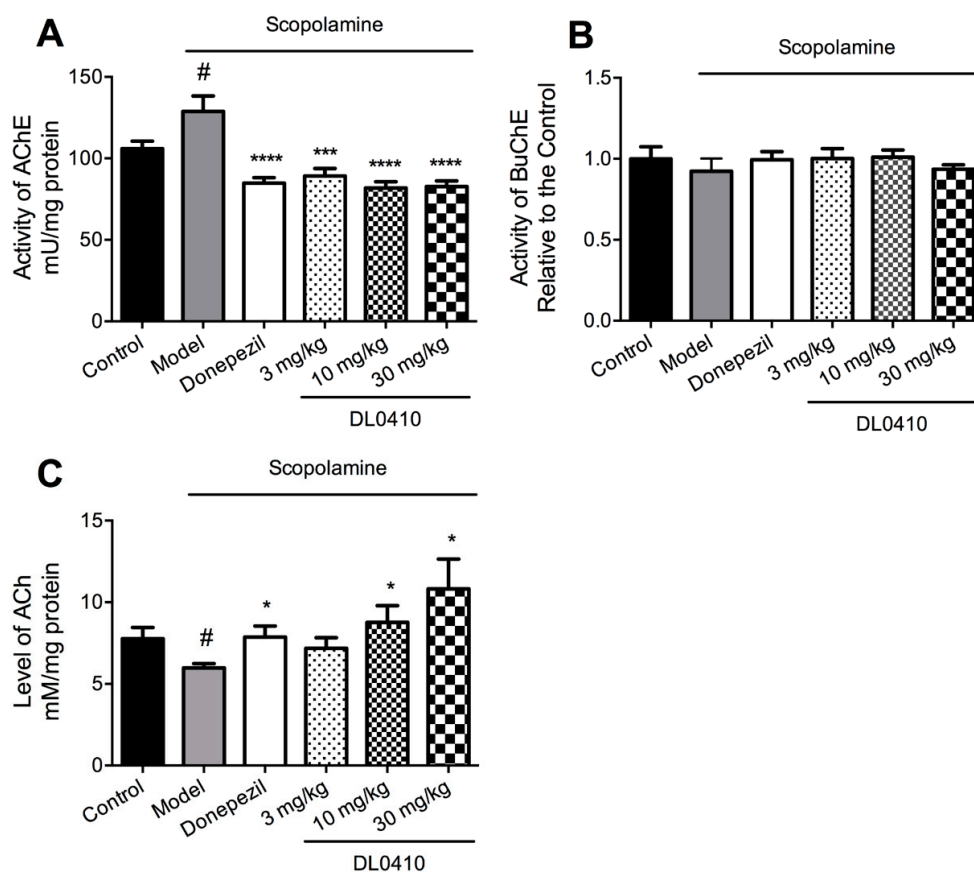 A
Scopolamine
#
****
***
****
****
Activity of AChE
mU/mg protein
150
100
50
0
Control
Model
Donepezil
3 mg/kg
10 mg/kg
30 mg/kg
DL0410
B
Scopolamine
Activity of BuChE
Relative to the Control
1.5
1.0
0.5
0.0
Control
Model
Donepezil
3 mg/kg
10 mg/kg
30 mg/kg
DL0410
C
Scopolamine
#
*
*
*
Level of ACh
mM/mg protein
15
10
5
0
Control
Model
Donepezil
3 mg/kg
10 mg/kg
30 mg/kg
DL0410